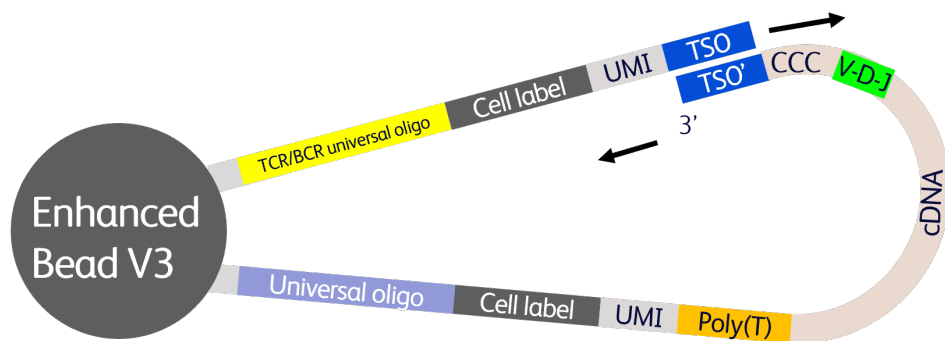 TSO
UMI
CCC
V-D-J
TSO'
Cell label
3'
TCR/BCR universal oligo
Enhanced
Bead V3
cDNA
Universal oligo
Cell label
UMI
Poly(T)